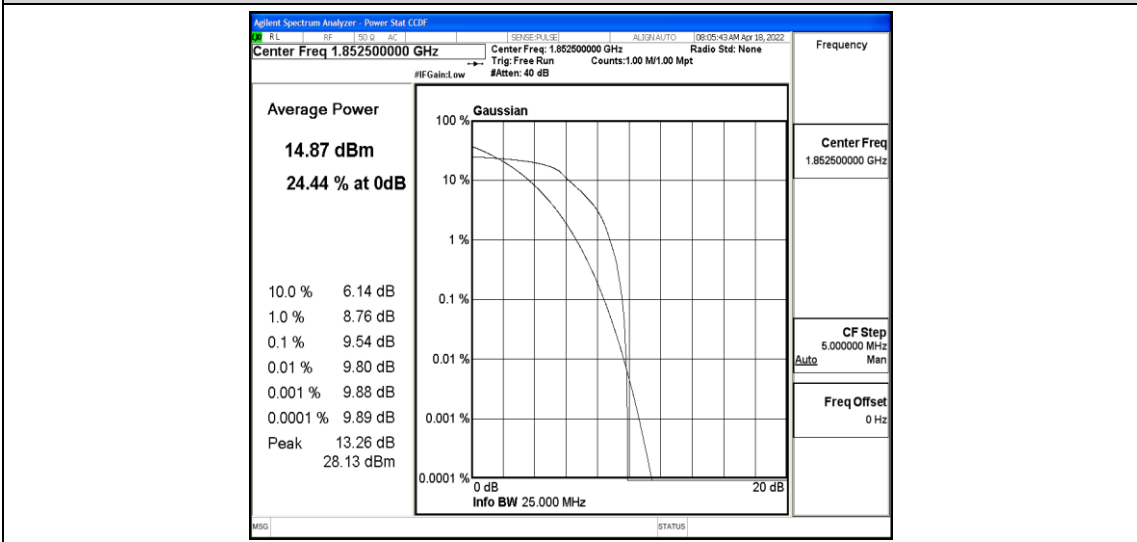 Agilent Spectrum Analyzer - Power Stat CCDF
LXI RL RF 50 Ω AC SENSE:PULSE ALIGNAUTO 08:05:43 AM Apr 18, 2022
Center Freq 1.852500000 GHz
Center Freq: 1.852500000 GHz Radio Std: None
Trig: Free Run Counts:1.00 M/1.00 Mpt
#IFGain:Low #Atten: 40 dB
Average Power
14.87 dBm
24.44 % at 0dB
10.0 % 6.14 dB
1.0 % 8.76 dB
0.1 % 9.54 dB
0.01 % 9.80 dB
0.001 % 9.88 dB
0.0001 % 9.89 dB
Peak 13.26 dB
28.13 dBm
Gaussian
100 %
10 %
1 %
0.1 %
0.01 %
0.001 %
0.0001 %
0 dB 20 dB
Info BW 25.000 MHz
Frequency
Center Freq
1.852500000 GHz
CF Step
5.000000 MHz
Auto Man
Freq Offset
0 Hz
MSG STATUS